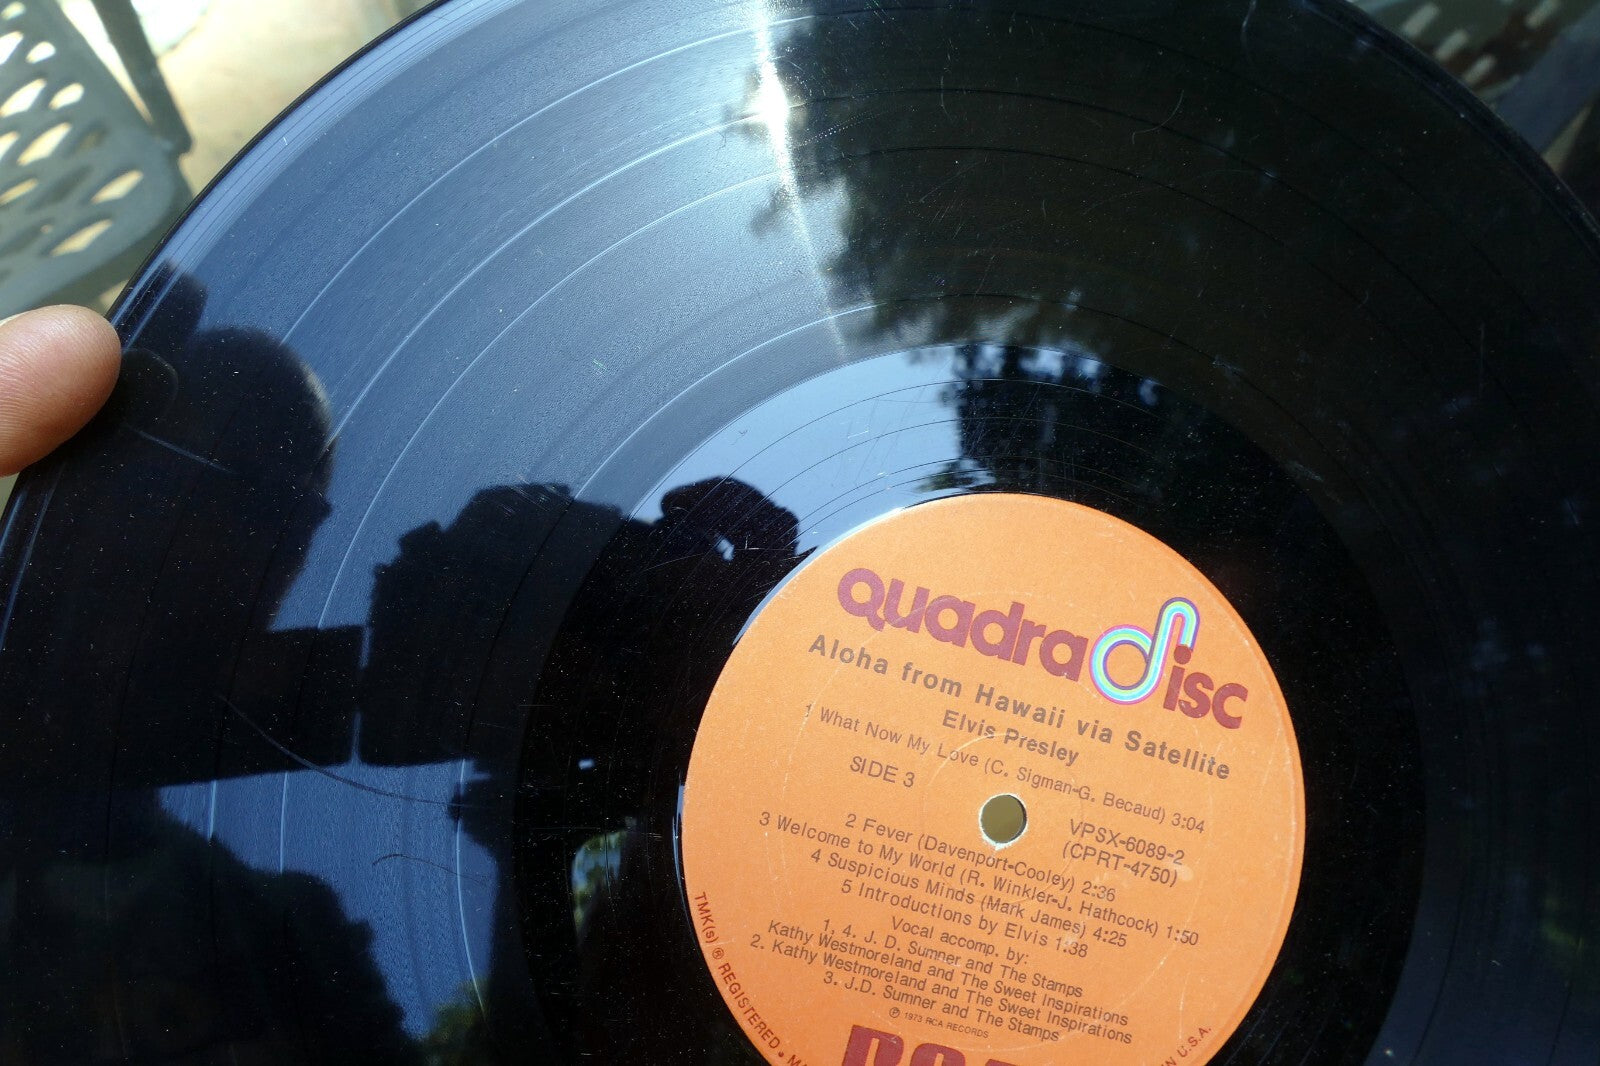 quadradisc
Aloha from Hawaii via Satellite
Elvis Presley
1 What Now My Love (C. Sigman-G. Becaud) 3:04
SIDE 3
VPSX-6089-2
(CPRT-4750)
2 Fever (Davenport-Cooley) 2:36
3 Welcome to My World (R. Winkler-J. Hathcock) 1:50
4 Suspicious Minds (Mark James) 4:25
5 Introductions by Elvis 1:38
Vocal accomp. by:
1, 4. J. D. Sumner and The Stamps
Kathy Westmoreland and The Sweet Inspirations
2. Kathy Westmoreland and The Sweet Inspirations
3. J.D. Sumner and The Stamps
℗ 1973 RCA RECORDS
TMK(s) ® REGISTERED •
IN U.S.A.
RCA